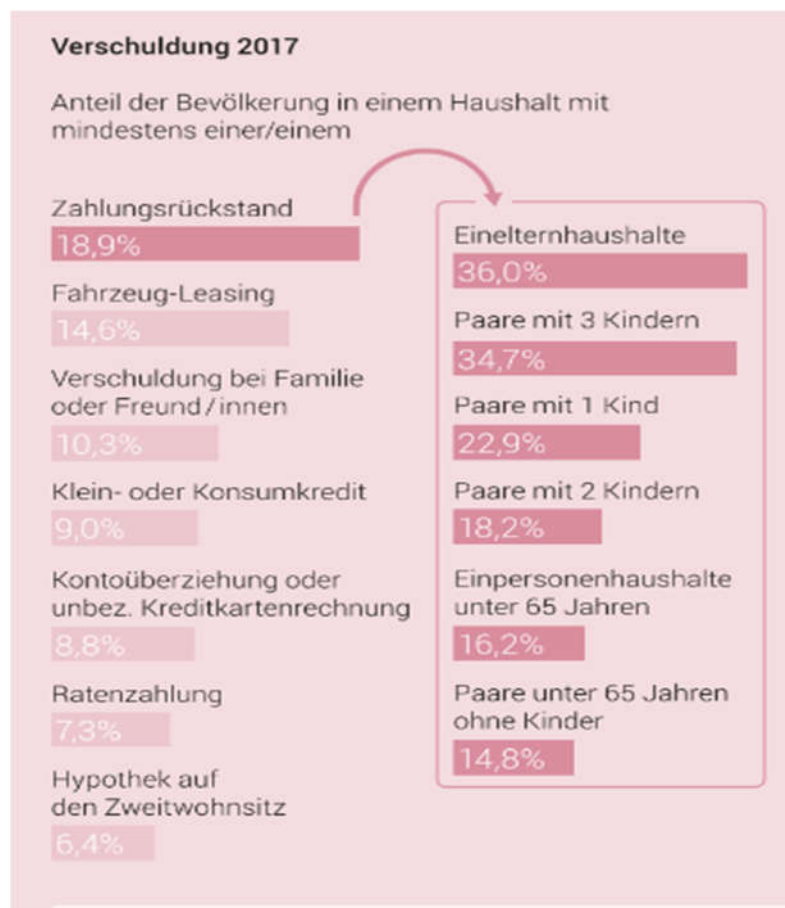 Verschuldung 2017
Anteil der Bevölkerung in einem Haushalt mit
mindestens einer/einem
Zahlungsrückstand
18,9%
Fahrzeug-Leasing
14,6%
Verschuldung bei Familie
oder Freund/innen
10,3%
Klein- oder Konsumkredit
9,0%
Kontoüberziehung oder
unbez. Kreditkartenrechnung
8,8%
Ratenzahlung
7,3%
Hypothek auf
den Zweitwohnsitz
6,4%
Einelternhaushalte
36,0%
Paare mit 3 Kindern
34,7%
Paare mit 1 Kind
22,9%
Paare mit 2 Kindern
18,2%
Einpersonenhaushalte
unter 65 Jahren
16,2%
Paare unter 65 Jahren
ohne Kinder
14,8%